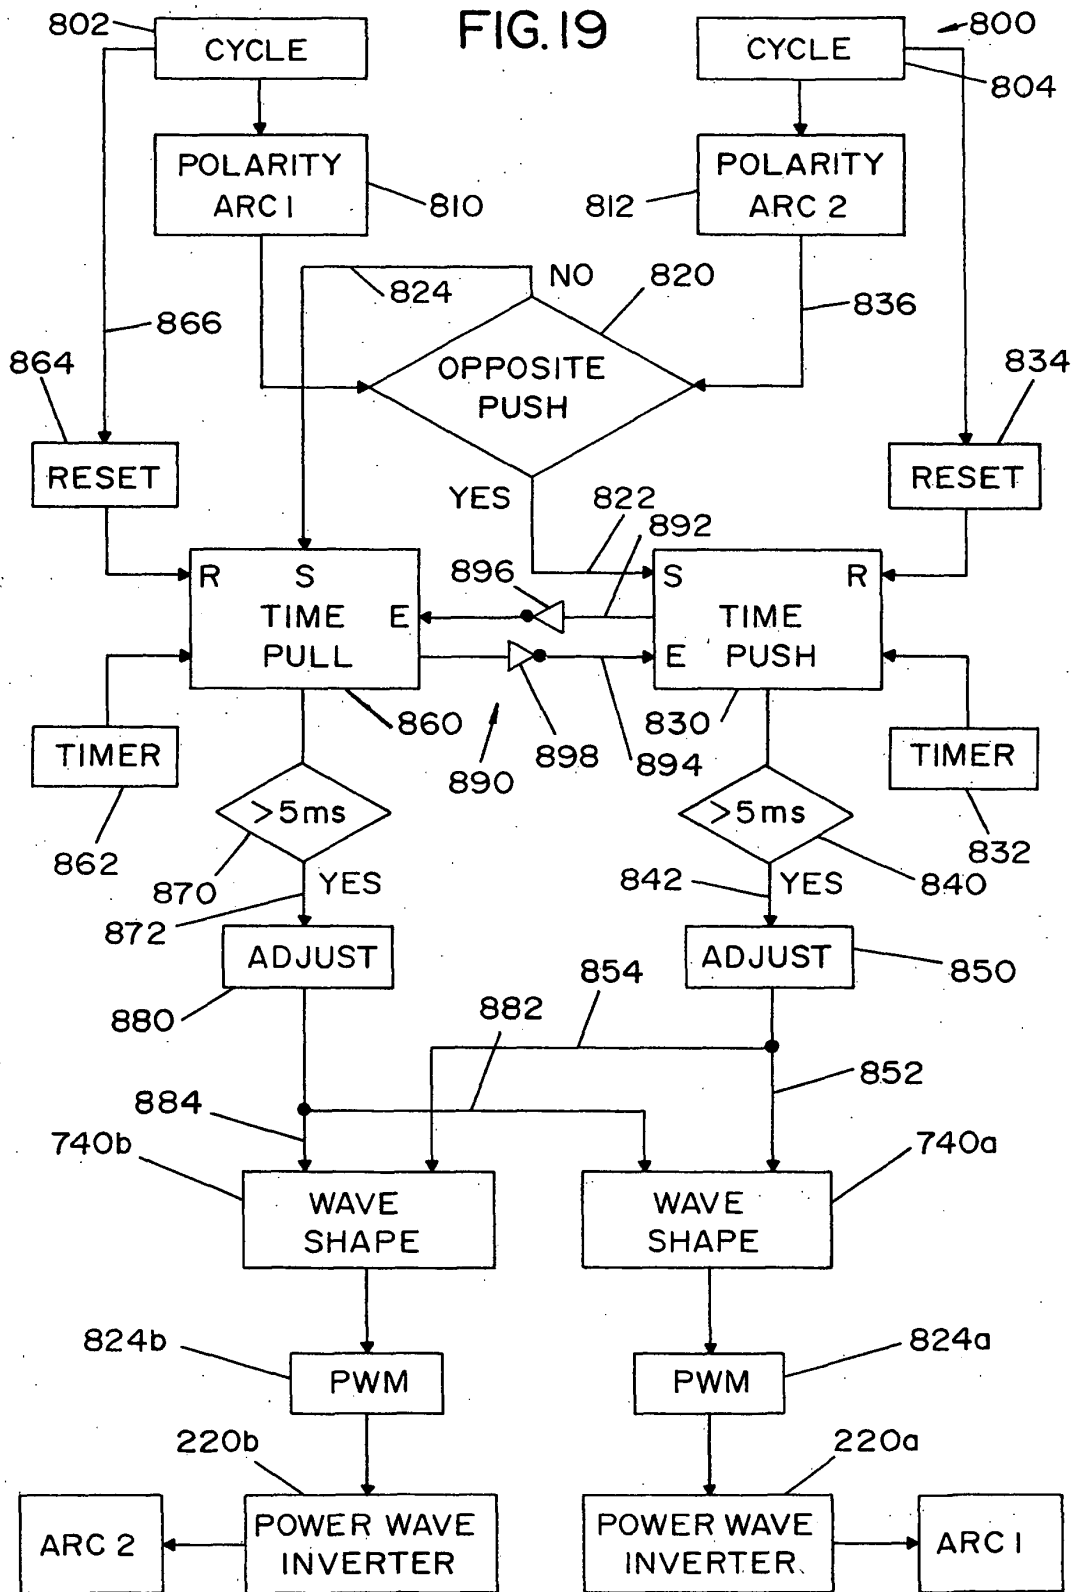 FIG. 19
802
CYCLE
CYCLE
800
804
POLARITY
ARC 1
810
812
POLARITY
ARC 2
824
NO
820
836
866
864
OPPOSITE
PUSH
834
RESET
YES
822
892
RESET
R
S
TIME
PULL
E
896
S
R
TIME
PUSH
E
TIMER
860
890
898
894
830
TIMER
862
>5ms
870
872
YES
>5ms
842
YES
840
832
ADJUST
880
ADJUST
850
854
882
852
884
740b
740a
WAVE
SHAPE
WAVE
SHAPE
824b
PWM
824a
PWM
220b
220a
ARC 2
POWER WAVE
INVERTER
POWER WAVE
INVERTER
ARC 1